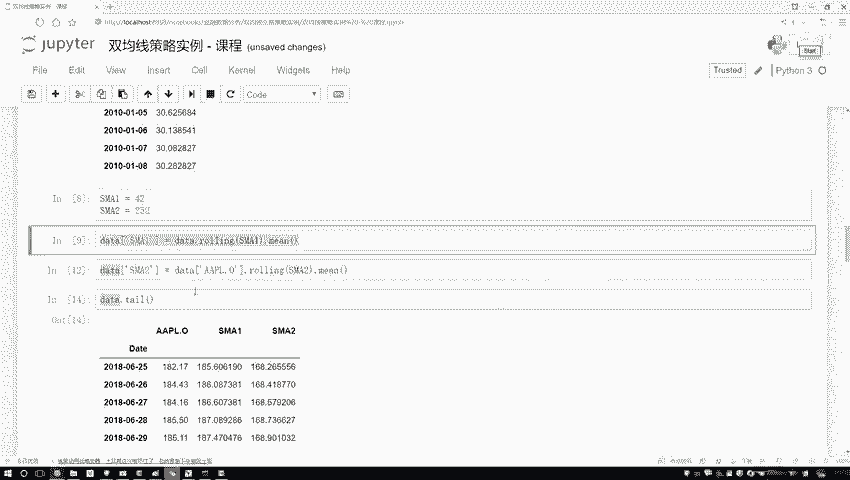 双均线策略实例 - 课程
jupyter 双均线策略实例 - 课程 (unsaved changes)
Start
File Edit View Insert Cell Kernel Widgets Help
Trusted Python 3
Code
2010-01-05 30.625684
2010-01-06 30.138541
2010-01-07 30.082827
2010-01-08 30.282827
In [8]: SMA1 = 42
SMA2 = 252
In [9]: data['SMA1'] = data.rolling(SMA1).mean()
In [12]: data['SMA2'] = data['AAPL.O'].rolling(SMA2).mean()
In [14]: data.tail()
Out[14]:
AAPL.O SMA1 SMA2
Date
2018-06-25 182.17 185.606190 168.265556
2018-06-26 184.43 186.087381 168.418770
2018-06-27 184.16 186.607381 168.579206
2018-06-28 185.50 187.089286 168.736627
2018-06-29 185.11 187.470476 168.901032